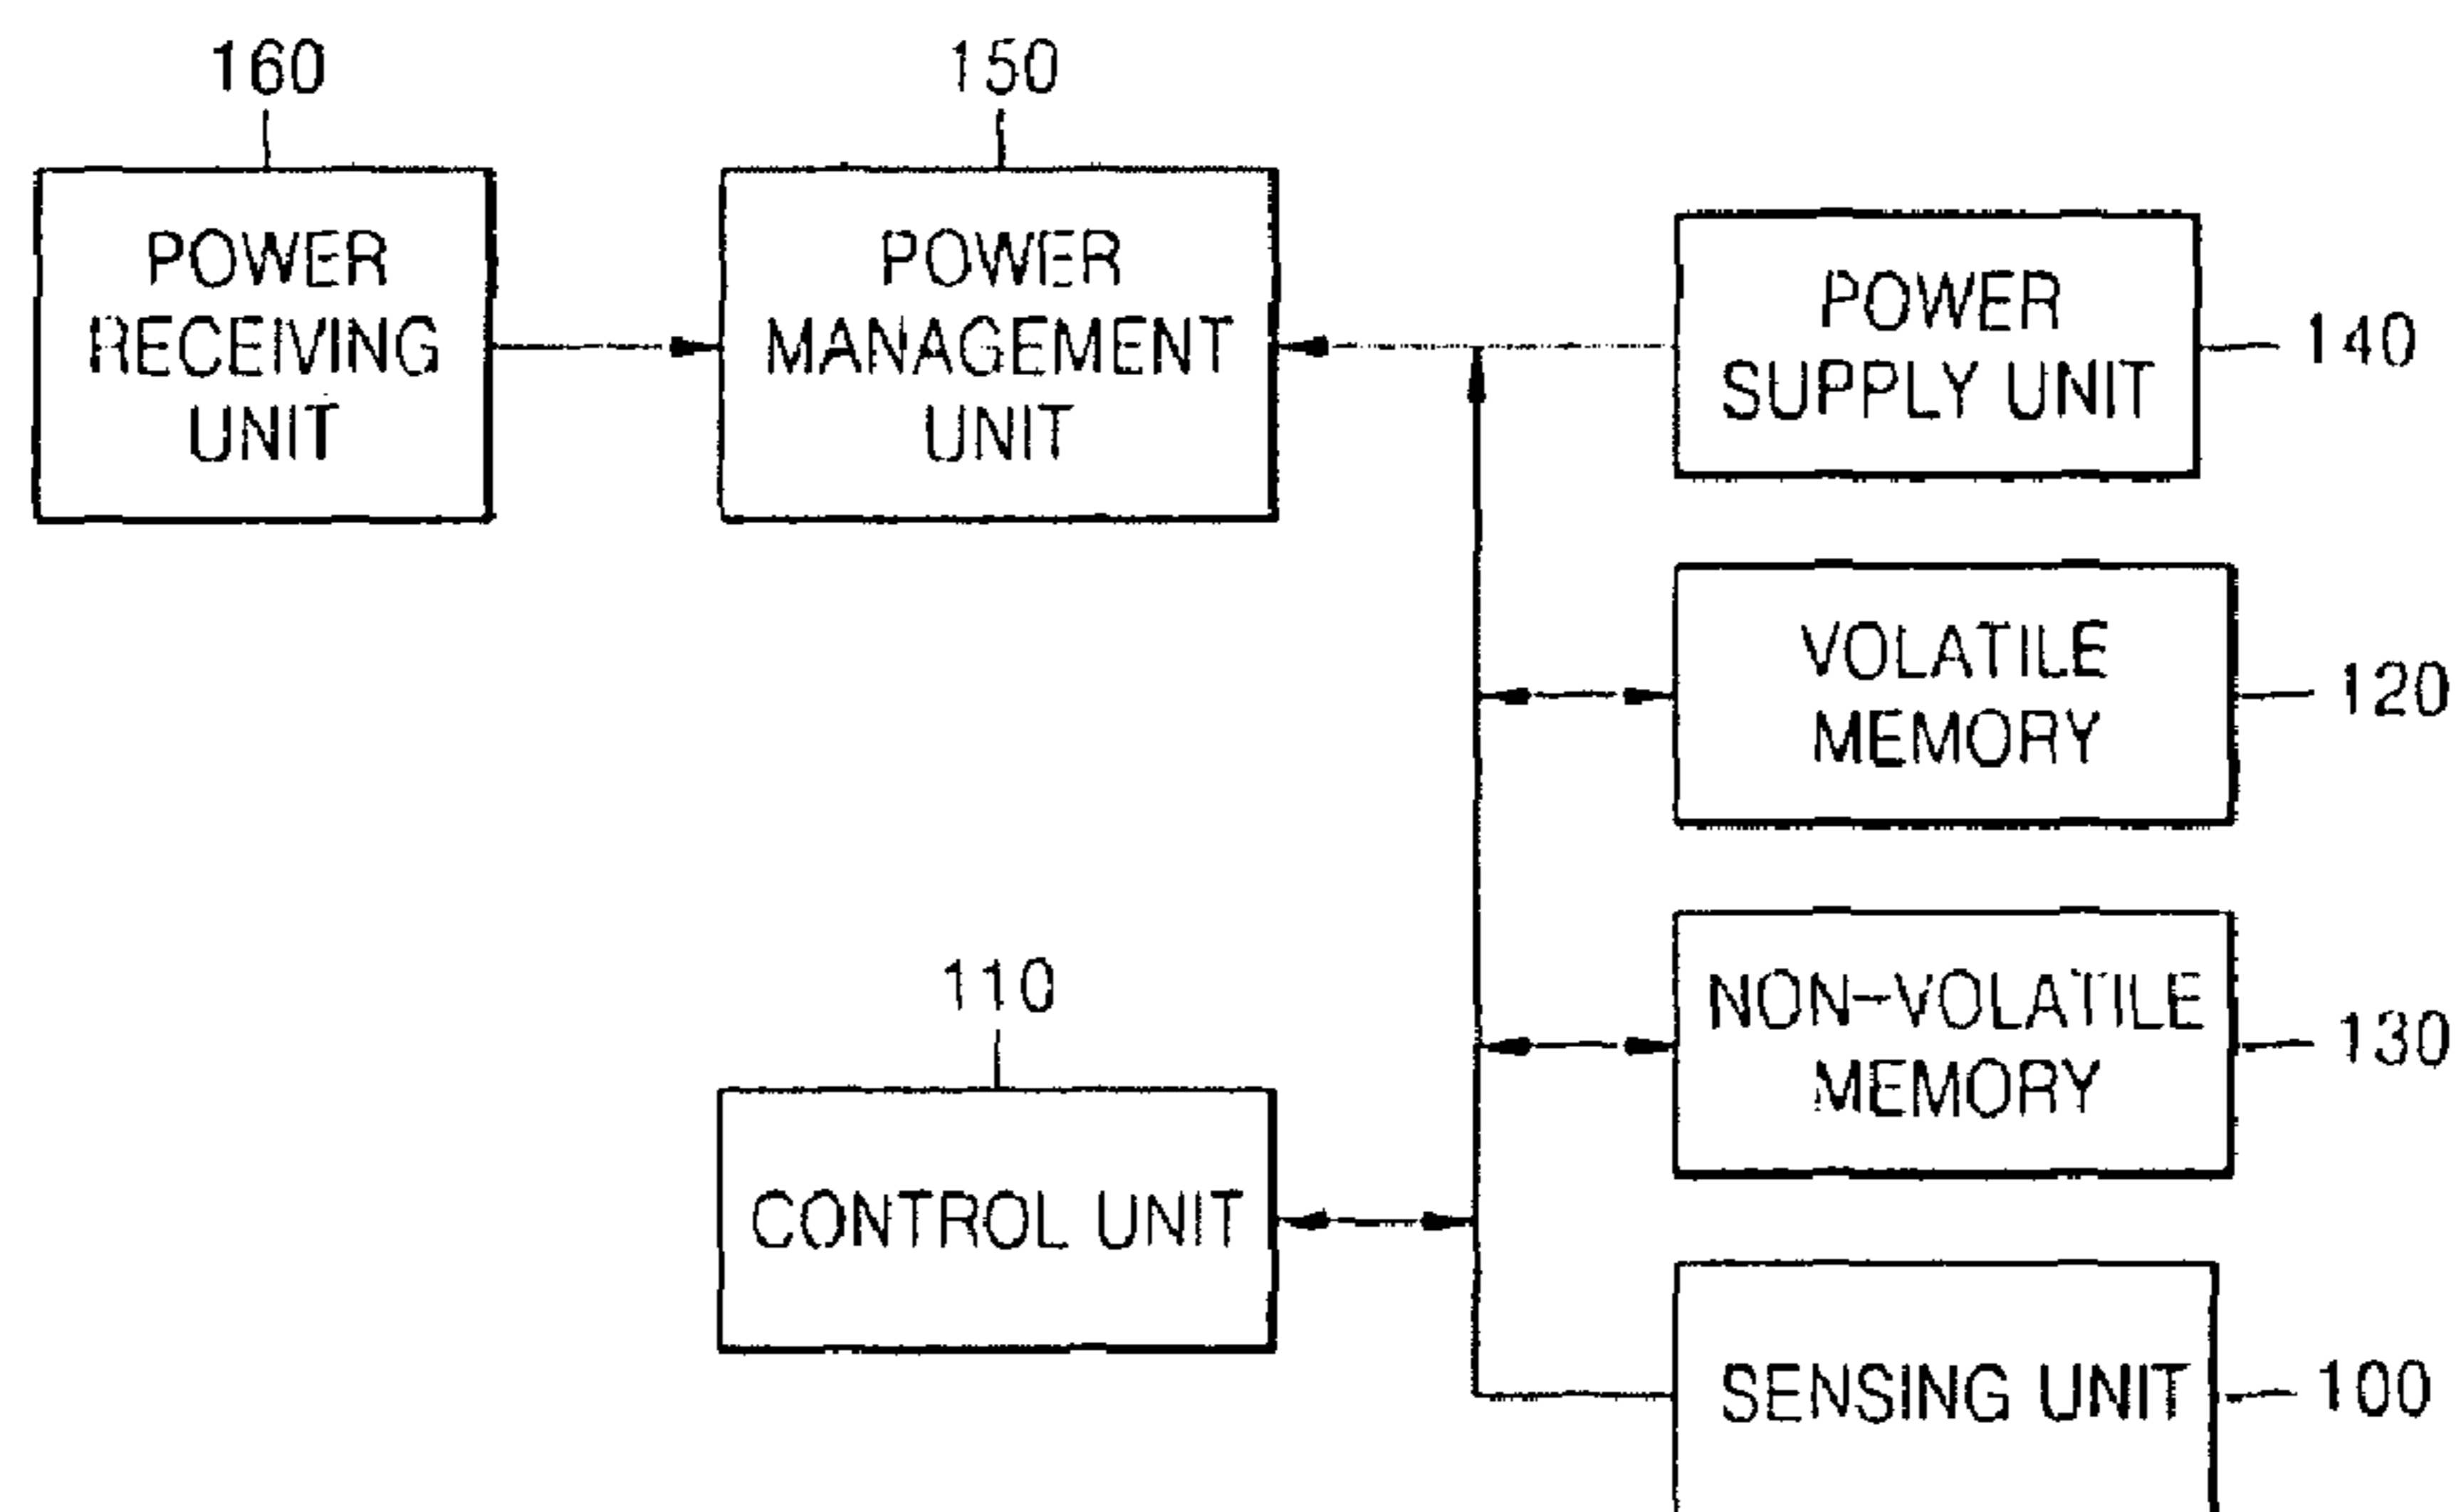 160
150
POWER
RECEIVING
UNIT
POWER
MANAGEMENT
UNIT
POWER
SUPPLY UNIT
140
VOLATILE
MEMORY
120
110
NON-VOLATILE
MEMORY
130
CONTROL UNIT
SENSING UNIT
100